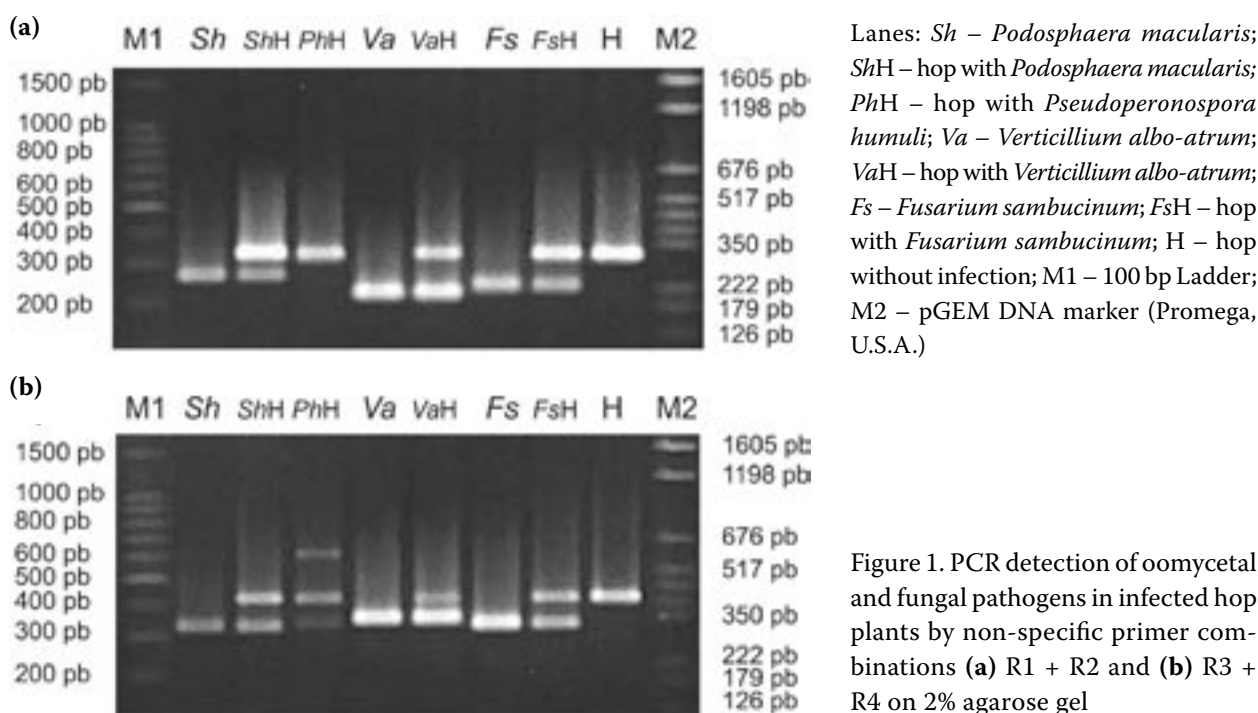 (a)
M1 Sh ShH PhH Va VaH Fs FsH H M2
1500 pb
1000 pb
800 pb
600 pb
500 pb
400 pb
300 pb
200 pb
1605 pb
1198 pb
676 pb
517 pb
350 pb
222 pb
179 pb
126 pb
Lanes: Sh – Podosphaera macularis;
ShH – hop with Podosphaera macularis;
PhH – hop with Pseudoperonospora
humuli; Va – Verticillium albo-atrum;
VaH – hop with Verticillium albo-atrum;
Fs – Fusarium sambucinum; FsH – hop
with Fusarium sambucinum; H – hop
without infection; M1 – 100 bp Ladder;
M2 – pGEM DNA marker (Promega,
U.S.A.)
(b)
M1 Sh ShH PhH Va VaH Fs FsH H M2
1500 pb
1000 pb
800 pb
600 pb
500 pb
400 pb
300 pb
200 pb
1605 pb
1198 pb
676 pb
517 pb
350 pb
222 pb
179 pb
126 pb
Figure 1. PCR detection of oomycetal
and fungal pathogens in infected hop
plants by non-specific primer com-
binations (a) R1 + R2 and (b) R3 +
R4 on 2% agarose gel